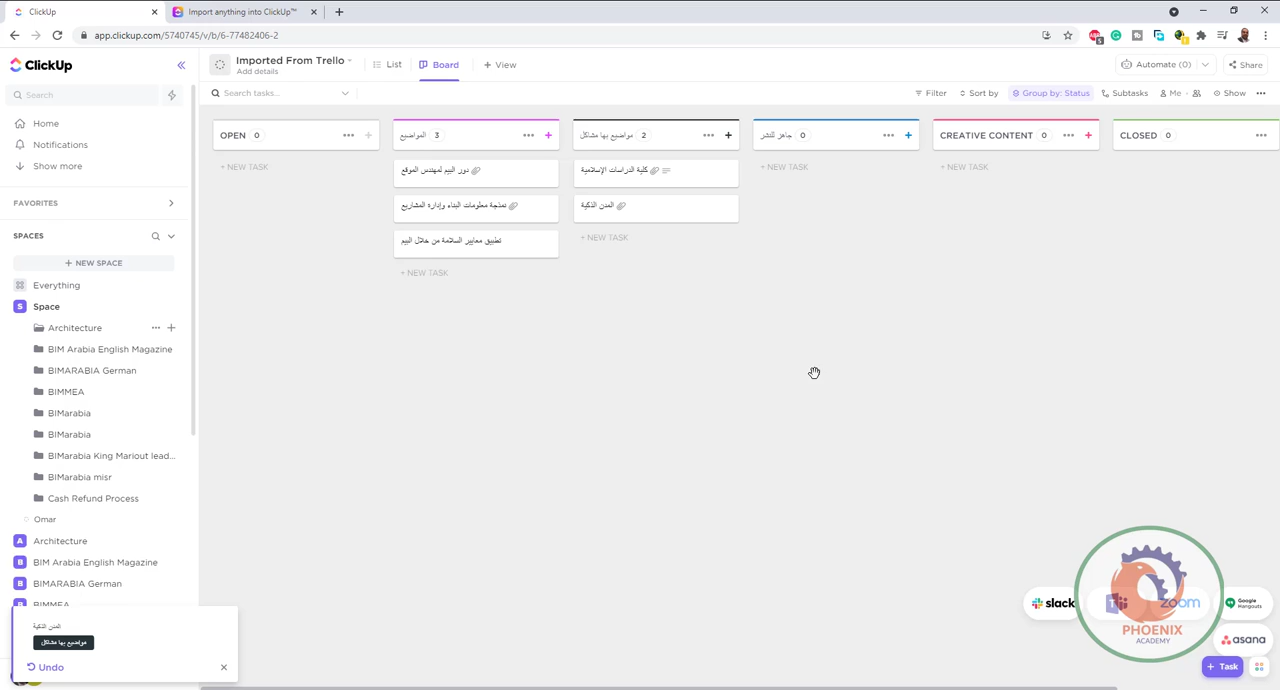 ClickUp
Import anything into ClickUp™
app.clickup.com/5740745/v/b/6-77482406-2
ClickUp
Imported From Trello
Add details
List
Board
+ View
Automate (0)
Share
Search
Search tasks...
Filter
Sort by
Group by: Status
Subtasks
Me
Show
Home
Notifications
Show more
FAVORITES
SPACES
+ NEW SPACE
Everything
S Space
Architecture
BIM Arabia English Magazine
BIMARABIA German
BIMMEA
BIMarabia
BIMarabia
BIMarabia King Mariout lead...
BIMarabia misr
Cash Refund Process
Omar
A Architecture
B BIM Arabia English Magazine
B BIMARABIA German
B BIMMEA
OPEN 0
+ NEW TASK
المواضيع 3
دور البيم لمهندس الموقع
نمذجة معلومات البناء وإدارة المشاريع
تطبيق معايير السلامة من خلال البيم
+ NEW TASK
مواضيع بها مشاكل 2
كلية الدراسات الإسلامية
المدن الذكية
+ NEW TASK
جاهز للنشر 0
+ NEW TASK
CREATIVE CONTENT 0
+ NEW TASK
CLOSED 0
المدن الذكية
مواضيع بها مشاكل
Undo
slack
zoom
Google Hangouts
asana
PHOENIX
ACADEMY
+ Task